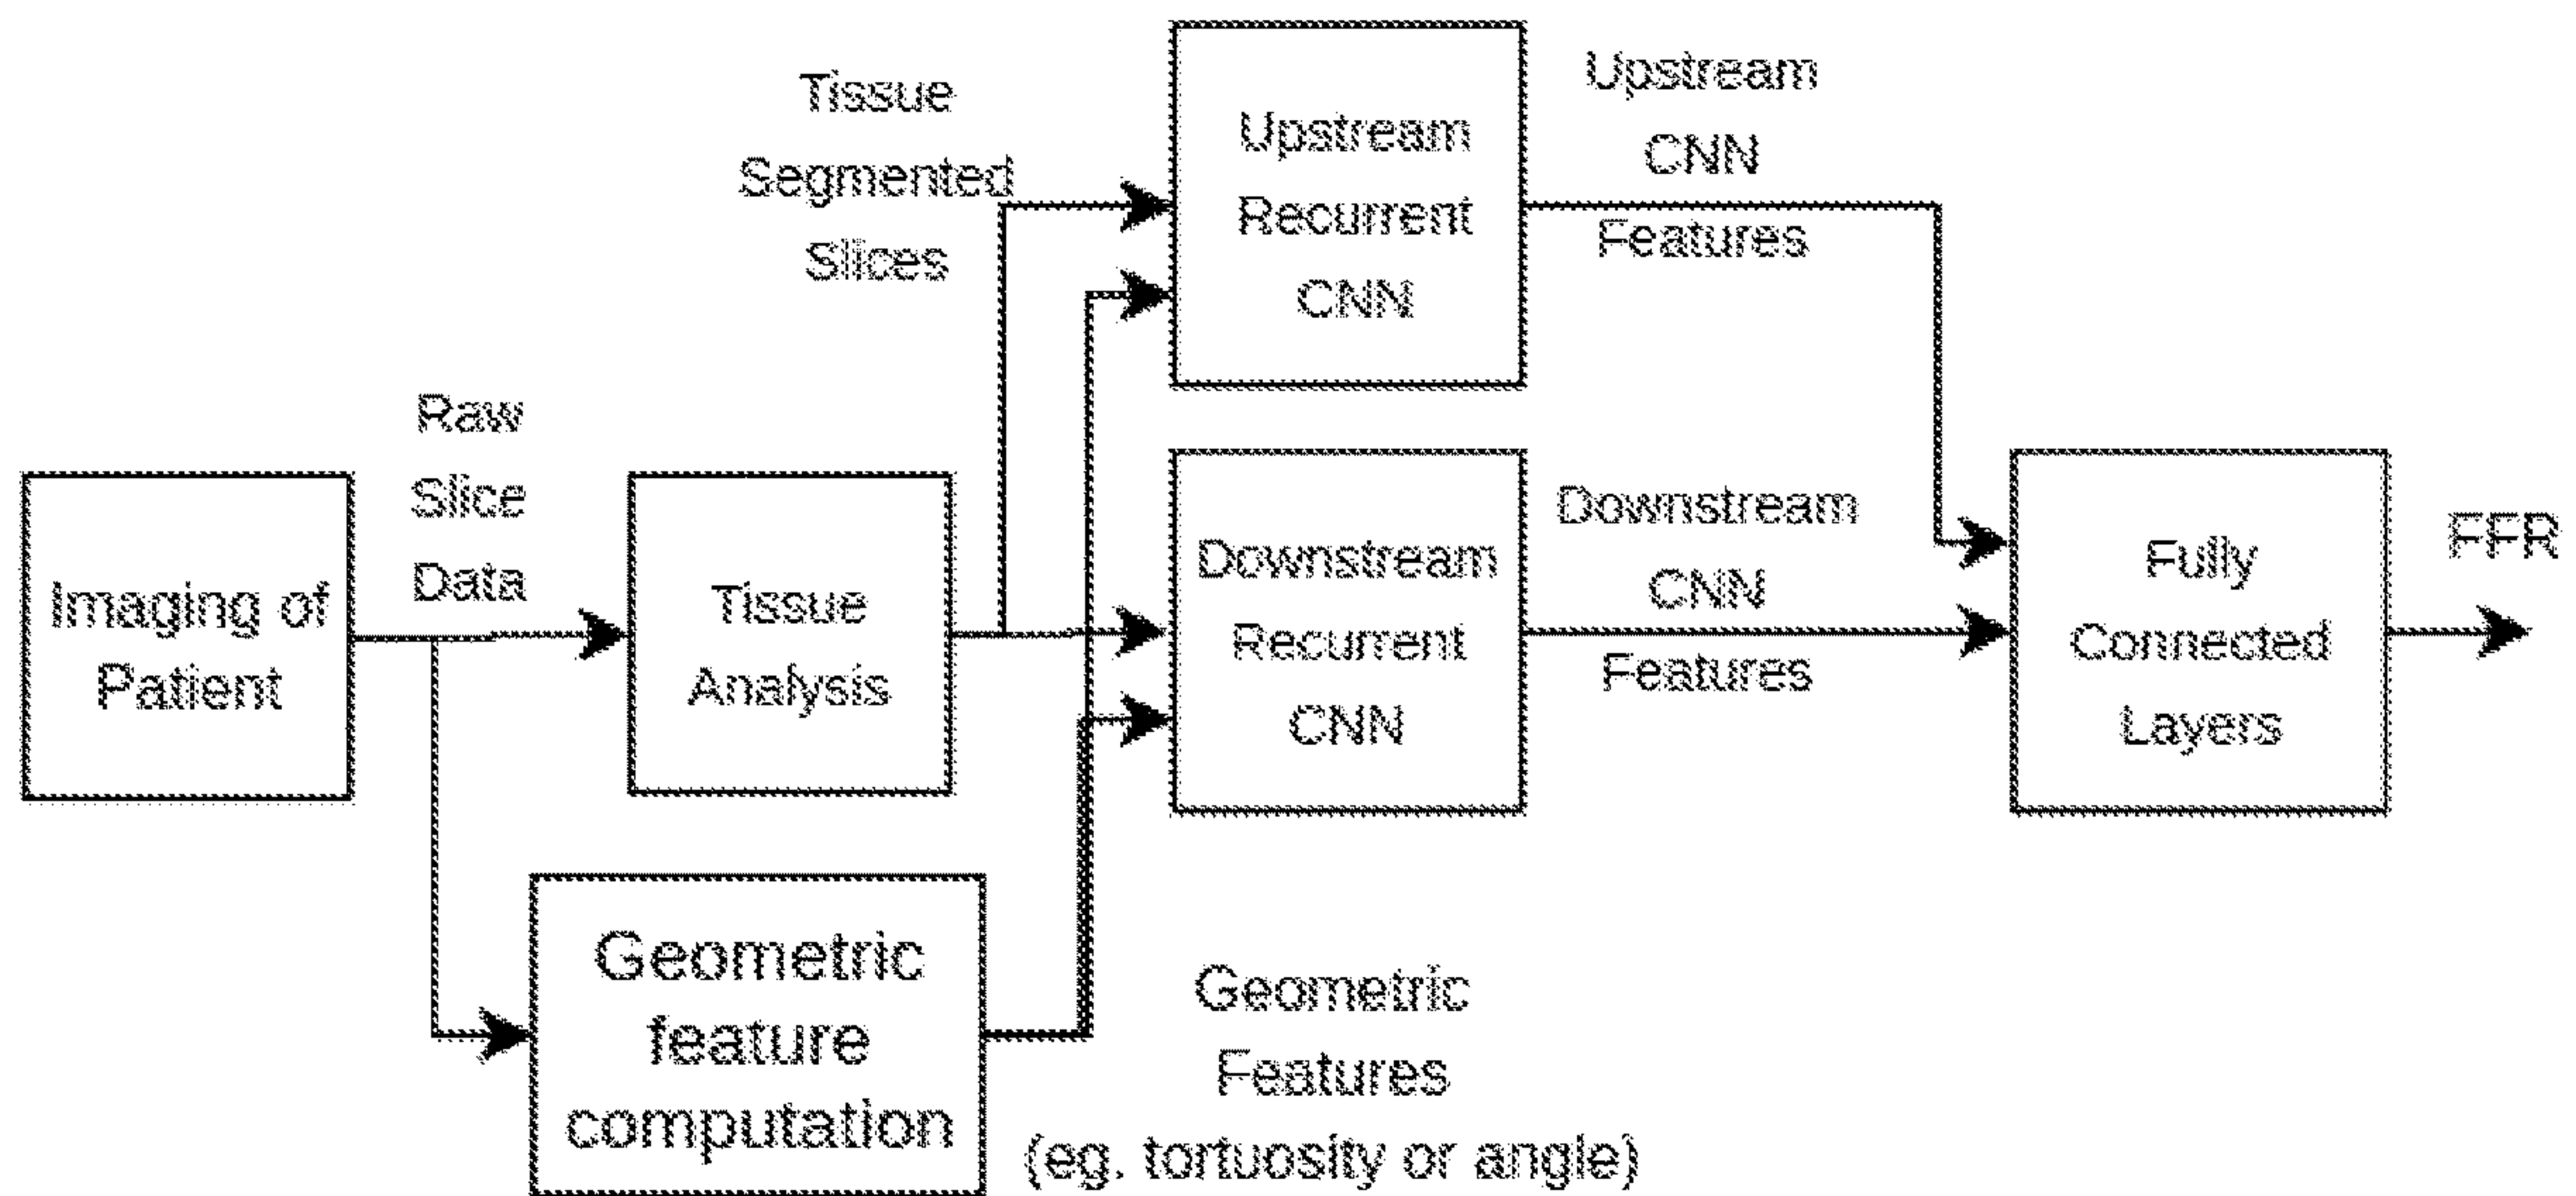 Imaging of
Patient
Raw
Slice
Data
Tissue
Analysis
Geometric
feature
computation
Tissue
Segmented
Slices
Upstream
Recurrent
CNN
Downstream
Recurrent
CNN
Geometric
Features
(eg. tortuosity or angle)
Upstream
CNN
Features
Downstream
CNN
Features
Fully
Connected
Layers
FFR